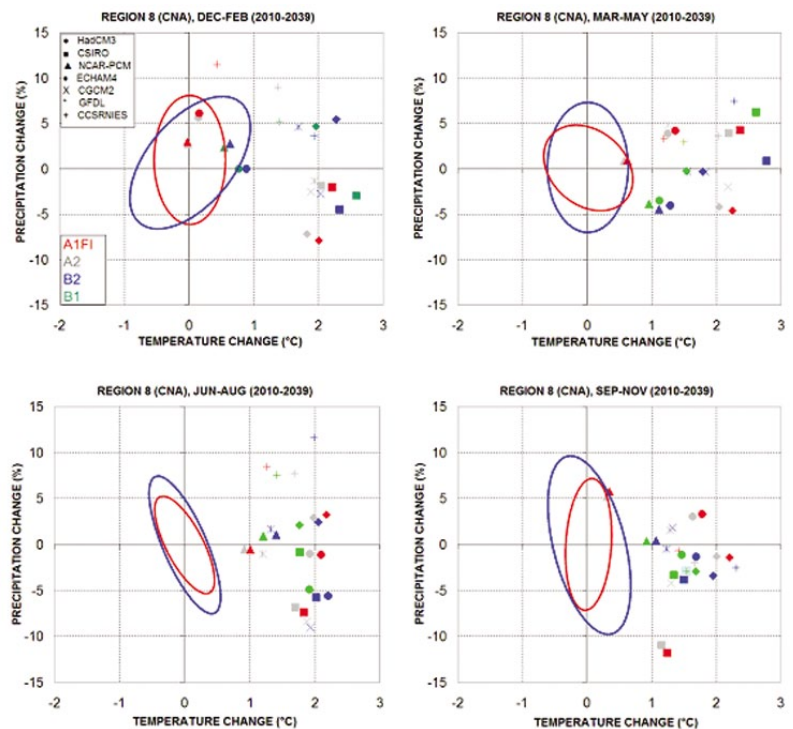 REGION 8 (CNA), DEC-FEB (2010-2039)
PRECIPITATION CHANGE (%)
15
10
5
0
-5
-10
-15
HadCM3
CSIRO
NCAR-PCM
ECHAM4
CGCM2
GFDL
CCSRNIES
A1FI
A2
B2
B1
-2
-1
0
1
2
3
TEMPERATURE CHANGE (°C)
REGION 8 (CNA), MAR-MAY (2010-2039)
PRECIPITATION CHANGE (%)
15
10
5
0
-5
-10
-15
-2
-1
0
1
2
3
TEMPERATURE CHANGE (°C)
REGION 8 (CNA), JUN-AUG (2010-2039)
PRECIPITATION CHANGE (%)
15
10
5
0
-5
-10
-15
-2
-1
0
1
2
3
TEMPERATURE CHANGE (°C)
REGION 8 (CNA), SEP-NOV (2010-2039)
PRECIPITATION CHANGE (%)
15
10
5
0
-5
-10
-15
-2
-1
0
1
2
3
TEMPERATURE CHANGE (°C)